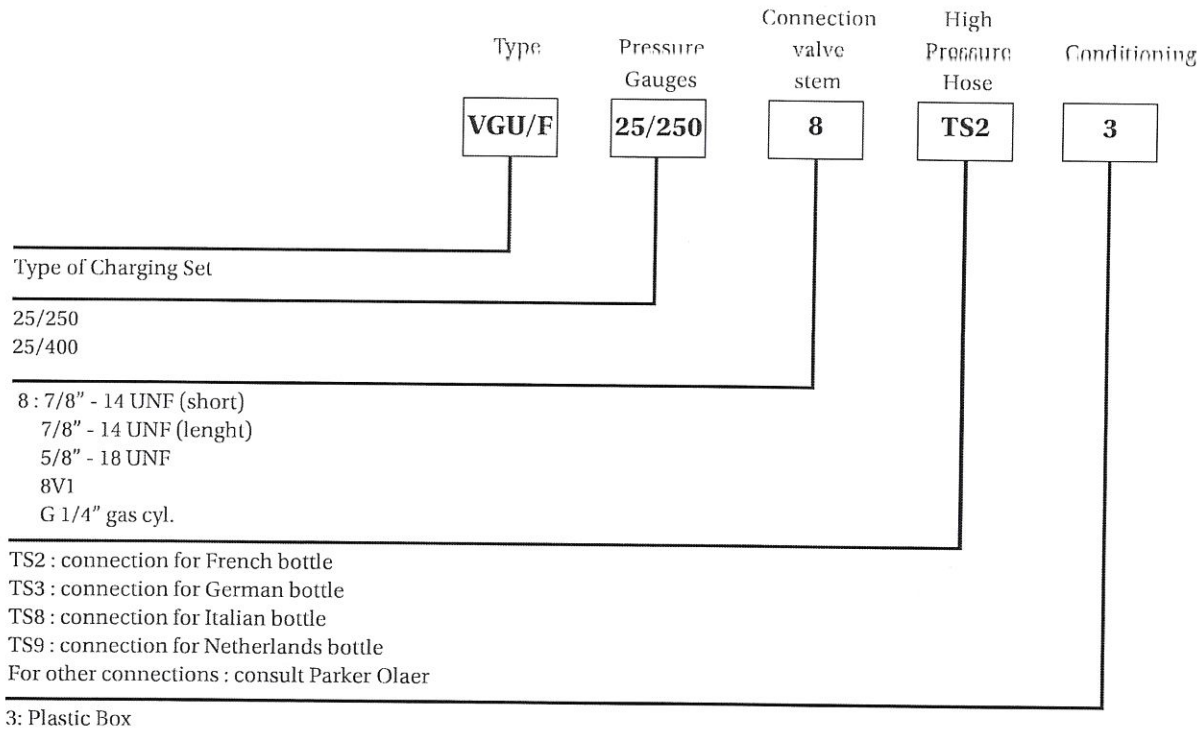 Type
Pressure Gauges
Connection valve stem
High Pressure Hose
Conditioning
VGU/F
25/250
8
TS2
3
Type of Charging Set
25/250
25/400
8 : 7/8" - 14 UNF (short)
7/8" - 14 UNF (lenght)
5/8" - 18 UNF
8V1
G 1/4" gas cyl.
TS2 : connection for French bottle
TS3 : connection for German bottle
TS8 : connection for Italian bottle
TS9 : connection for Netherlands bottle
For other connections : consult Parker Olaer
3: Plastic Box